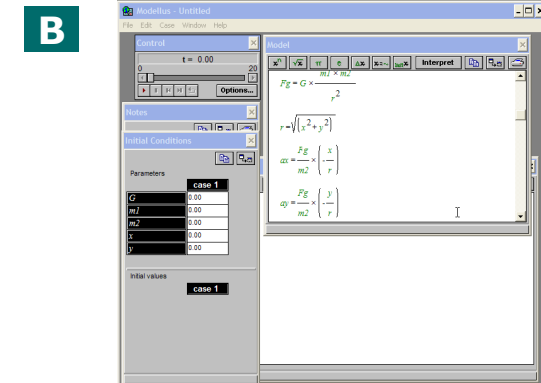 B
Modellus - Untitled
File Edit Case Window Help
Control
t = 0.00
0 20
Options...
Notes
Initial Conditions
Parameters
case 1
G 0.00
m1 0.00
m2 0.00
x 0.00
y 0.00
Initial values
case 1
Model
xⁿ √x π e Δx Interpret
Fg = G × m1 × m2 / r²
r = √(x² + y²)
ax = Fg / m2 × (- x / r)
ay = Fg / m2 × (- y / r)